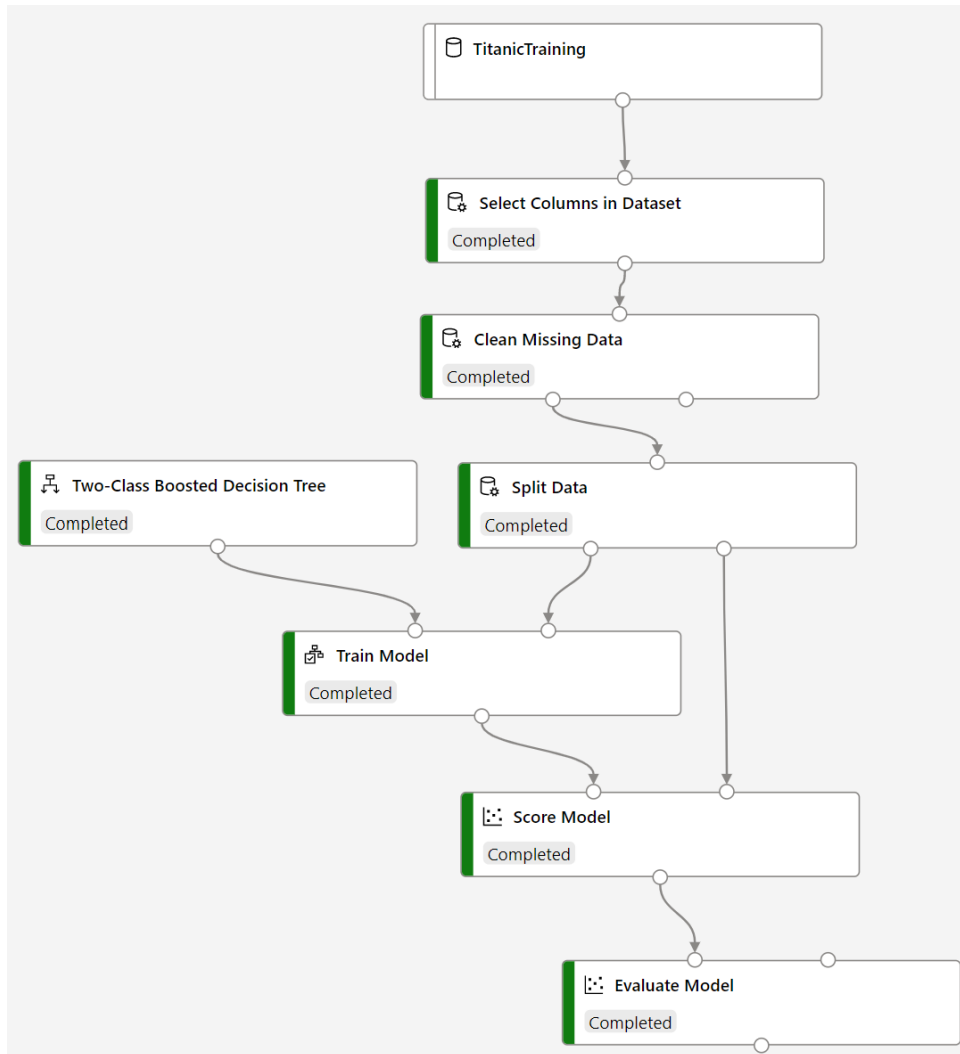 TitanicTraining
Select Columns in Dataset
Completed
Clean Missing Data
Completed
Two-Class Boosted Decision Tree
Completed
Split Data
Completed
Train Model
Completed
Score Model
Completed
Evaluate Model
Completed